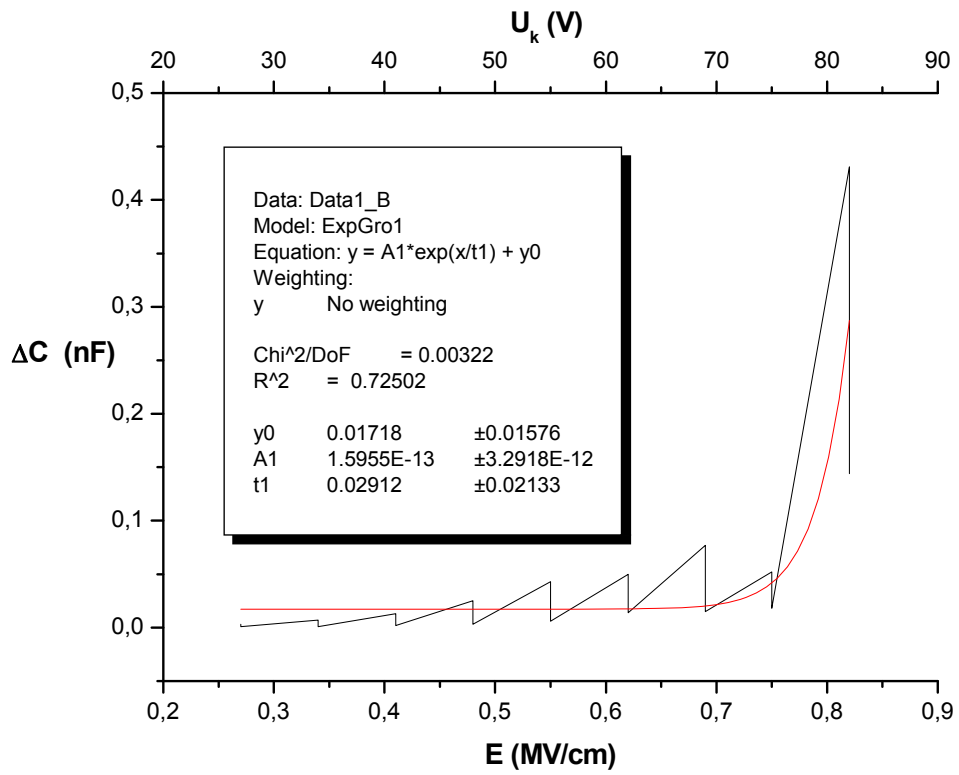 U_k (V)
20 30 40 50 60 70 80 90
0,5
0,4
0,3
0,2
0,1
0,0
ΔC (nF)
Data: Data1_B
Model: ExpGro1
Equation: y = A1*exp(x/t1) + y0
Weighting:
y No weighting
Chi^2/DoF = 0.00322
R^2 = 0.72502
y0 0.01718 ±0.01576
A1 1.5955E-13 ±3.2918E-12
t1 0.02912 ±0.02133
0,2 0,3 0,4 0,5 0,6 0,7 0,8 0,9
E (MV/cm)